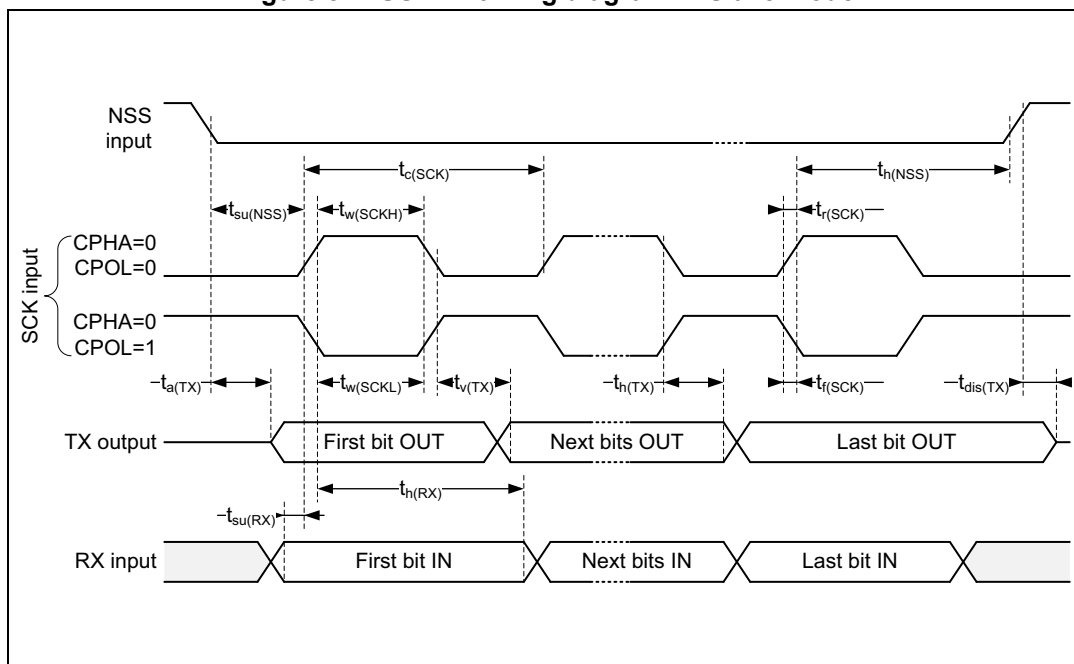 NSS
input
tc(SCK)
th(NSS)
tsu(NSS)
tw(SCKH)
tr(SCK)
SCK input
CPHA=0
CPOL=0
CPHA=0
CPOL=1
ta(TX)
tw(SCKL)
tv(TX)
th(TX)
tf(SCK)
tdis(TX)
TX output
First bit OUT
Next bits OUT
Last bit OUT
th(RX)
tsu(RX)
RX input
First bit IN
Next bits IN
Last bit IN